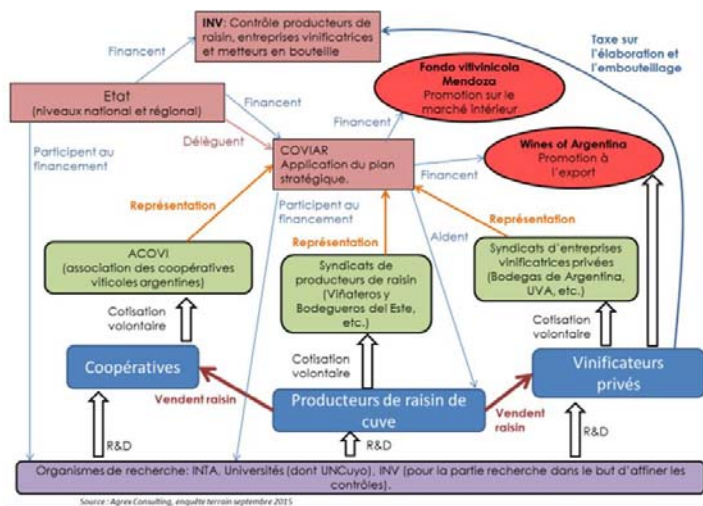 INV: Contrôle producteurs de
raisin, entreprises vinificatrices
et metteurs en bouteille
Taxe sur
l'élaboration et
l'embouteillage
Financent
Fondo vitivinicola
Mendoza
Promotion sur le
marché intérieur
Etat
(niveaux national et régional)
Financent
Financent
Délèguent
Participent au
financement
COVIAR
Application du plan
stratégique.
Wines of Argentina
Promotion à
l'export
Financent
Représentation
Participent au
financement
Représentation
Aident
Représentation
ACOVI
(association des coopératives
viticoles argentines)
Syndicats de
producteurs de raisin
(Viñateros y
Bodegueros del Este,
etc.)
Syndicats d'entreprises
vinificatrices privées
(Bodegas de Argentina,
UVA, etc.)
Cotisation
volontaire
Cotisation
volontaire
Cotisation
volontaire
Coopératives
Vinificateurs
privés
Vendent raisin
Producteurs de raisin de
cuve
Vendent
raisin
R&D
R&D
R&D
Organismes de recherche: INTA, Universités (dont UNCuyo), INV (pour la partie recherche dans le but d'affiner les
contrôles).
Source : Agrex Consulting, enquête terrain septembre 2015